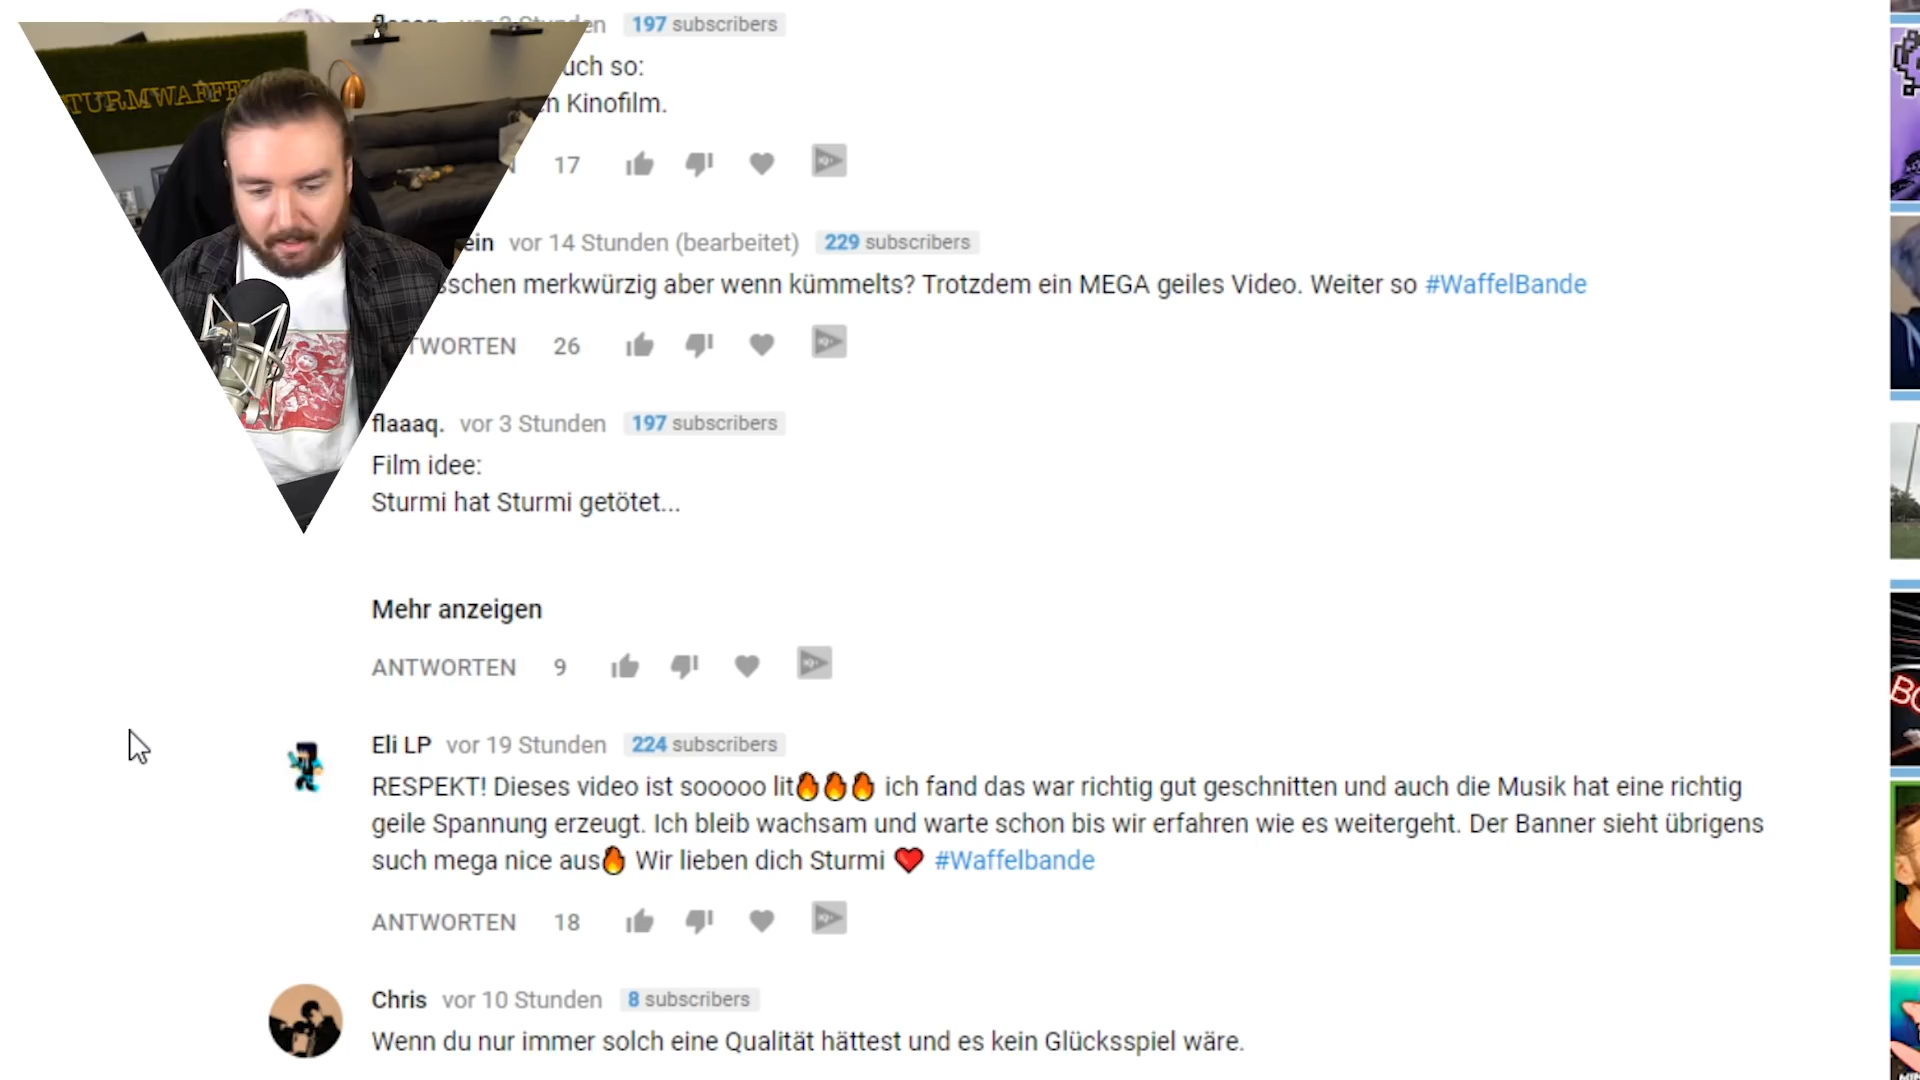 197 subscribers
uch so:
n Kinofilm.
17
TURMWAFFE
ein vor 14 Stunden (bearbeitet) 229 subscribers
sschen merkwürzig aber wenn kümmelts? Trotzdem ein MEGA geiles Video. Weiter so #WaffelBande
TWORTEN 26
flaaaq. vor 3 Stunden 197 subscribers
Film idee:
Sturmi hat Sturmi getötet...
Mehr anzeigen
ANTWORTEN 9
Eli LP vor 19 Stunden 224 subscribers
RESPEKT! Dieses video ist sooooo lit🔥🔥🔥 ich fand das war richtig gut geschnitten und auch die Musik hat eine richtig
geile Spannung erzeugt. Ich bleib wachsam und warte schon bis wir erfahren wie es weitergeht. Der Banner sieht übrigens
such mega nice aus🔥 Wir lieben dich Sturmi ❤️ #Waffelbande
ANTWORTEN 18
Chris vor 10 Stunden 8 subscribers
Wenn du nur immer solch eine Qualität hättest und es kein Glücksspiel wäre.